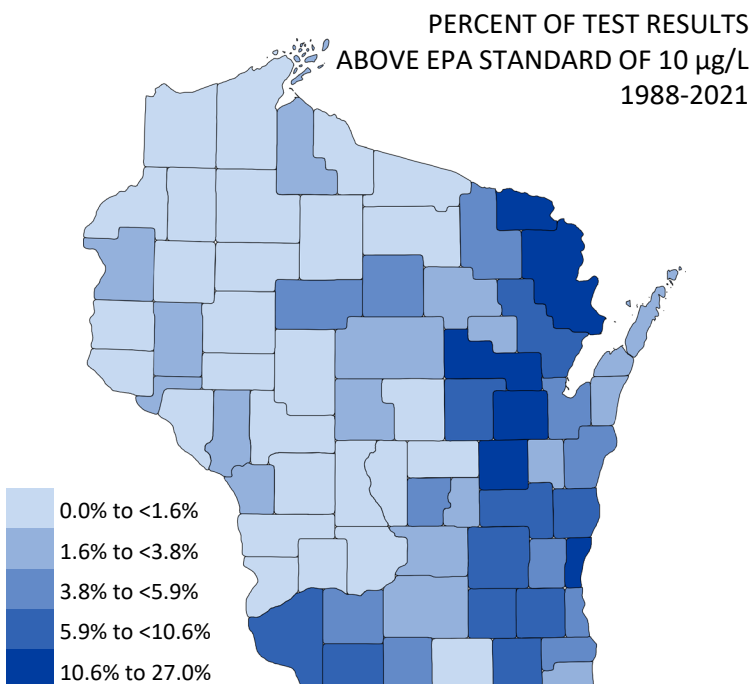 PERCENT OF TEST RESULTS
ABOVE EPA STANDARD OF 10 µg/L
1988-2021
0.0% to <1.6%
1.6% to <3.8%
3.8% to <5.9%
5.9% to <10.6%
10.6% to 27.0%